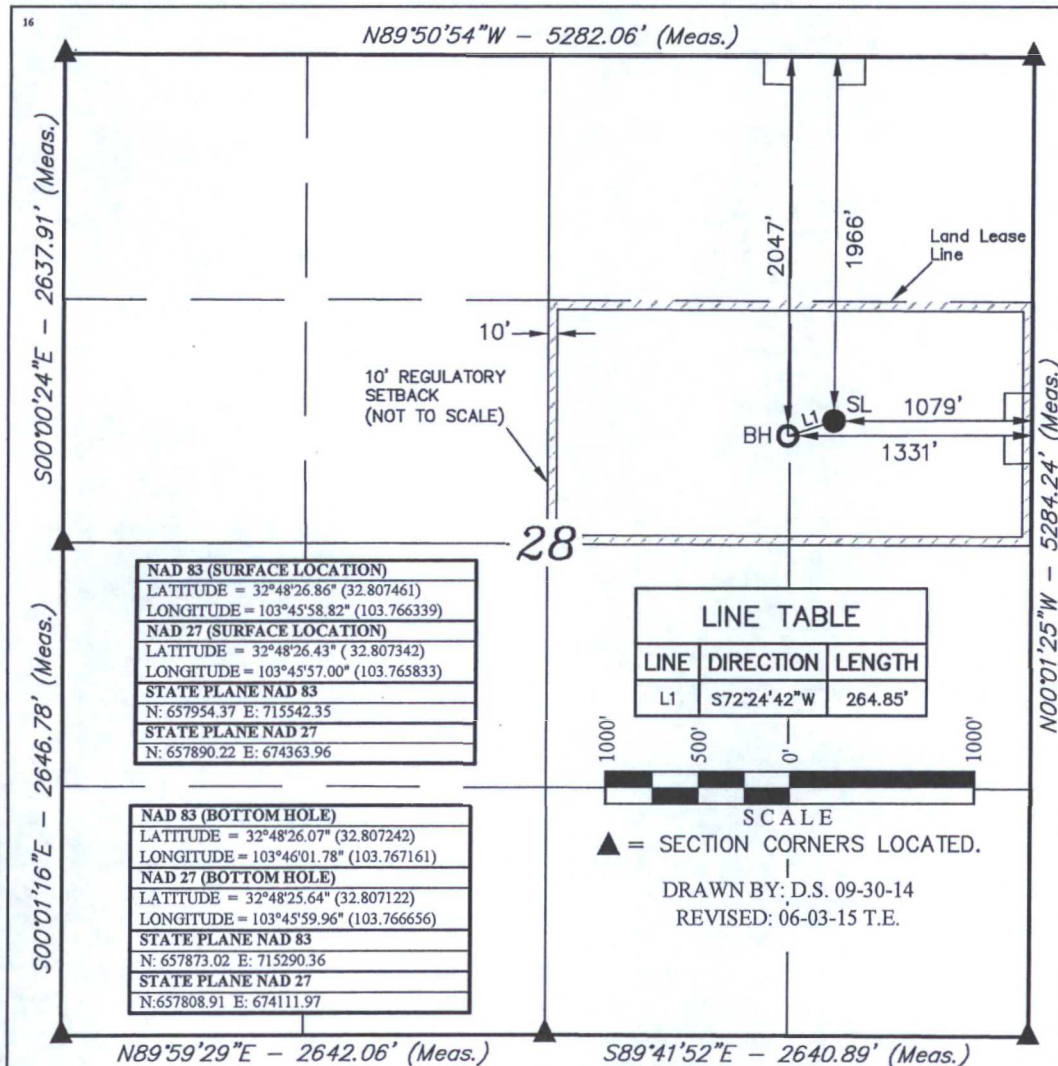 16
N89°50'54"W – 5282.06' (Meas.)
S00°00'24"E – 2637.91' (Meas.)
2047'
1966'
Land Lease
Line
10'
10' REGULATORY
SETBACK
(NOT TO SCALE)
SL
1079'
L1
BH
1331'
N00°01'25"W – 5284.24' (Meas.)
28
S00°01'16"E – 2646.78' (Meas.)
NAD 83 (SURFACE LOCATION)
LATITUDE = 32°48'26.86" (32.807461)
LONGITUDE = 103°45'58.82" (103.766339)
NAD 27 (SURFACE LOCATION)
LATITUDE = 32°48'26.43" ( 32.807342)
LONGITUDE = 103°45'57.00" (103.765833)
STATE PLANE NAD 83
N: 657954.37 E: 715542.35
STATE PLANE NAD 27
N: 657890.22 E: 674363.96
LINE TABLE
LINE DIRECTION LENGTH
L1 S72°24'42"W 264.85'
1000' 500' 0' 1000'
SCALE
▲ = SECTION CORNERS LOCATED.
DRAWN BY: D.S. 09-30-14
REVISED: 06-03-15 T.E.
NAD 83 (BOTTOM HOLE)
LATITUDE = 32°48'26.07" (32.807242)
LONGITUDE = 103°46'01.78" (103.767161)
NAD 27 (BOTTOM HOLE)
LATITUDE = 32°48'25.64" (32.807122)
LONGITUDE = 103°45'59.96" (103.766656)
STATE PLANE NAD 83
N: 657873.02 E: 715290.36
STATE PLANE NAD 27
N:657808.91 E: 674111.97
N89°59'29"E – 2642.06' (Meas.)
S89°41'52"E – 2640.89' (Meas.)